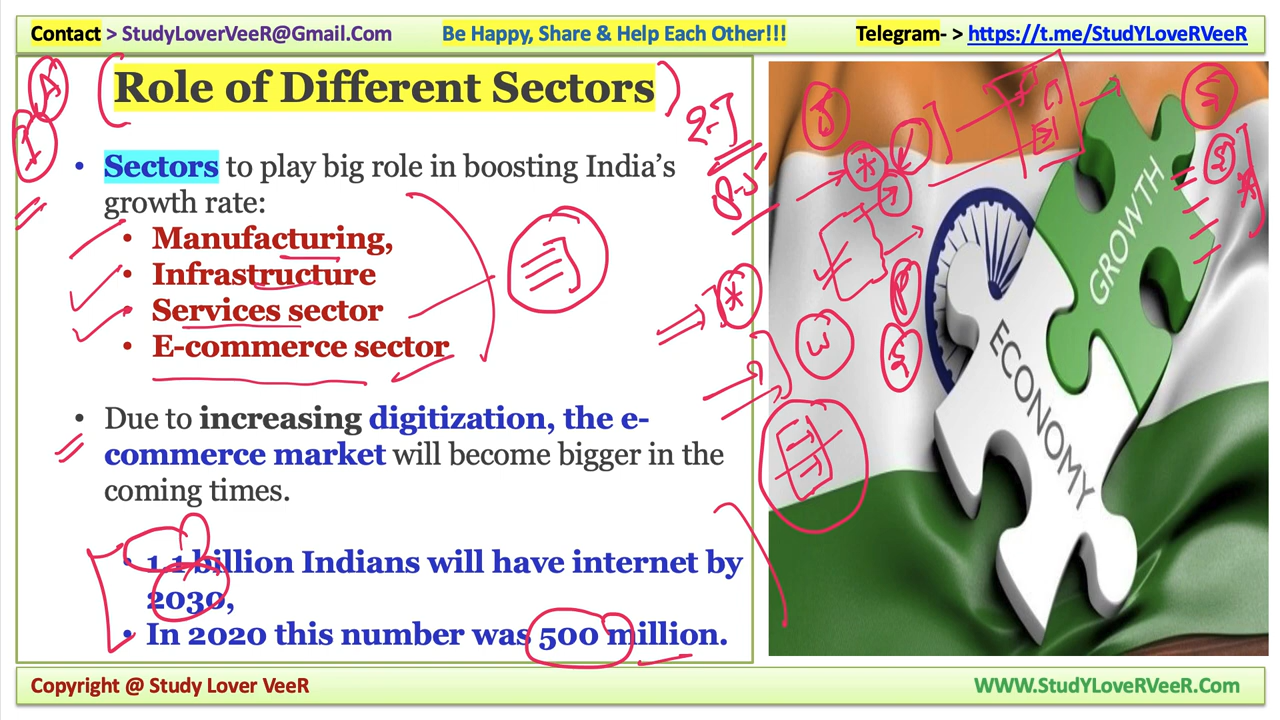 Contact > StudyLoverVeeR@Gmail.Com Be Happy, Share & Help Each Other!!! Telegram- > https://t.me/StudYLoveRVeeR
Role of Different Sectors
• Sectors to play big role in boosting India's
growth rate:
• Manufacturing,
• Infrastructure
• Services sector
• E-commerce sector
• Due to increasing digitization, the e-
commerce market will become bigger in the
coming times.
• 1.1 billion Indians will have internet by
2030,
• In 2020 this number was 500 million.
GROWTH
ECONOMY
Copyright @ Study Lover VeeR WWW.StudYLoveRVeeR.Com